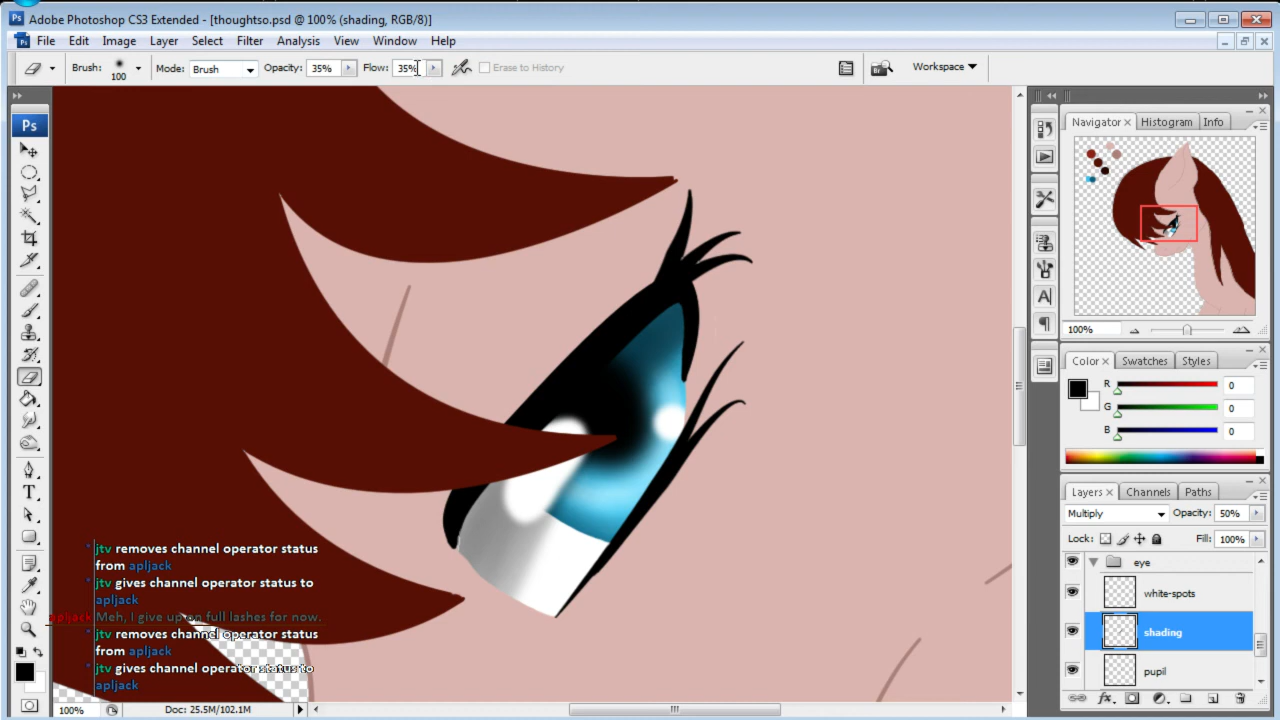 Ps Adobe Photoshop CS3 Extended - [thoughtso.psd @ 100% (shading, RGB/8)]
Ps File Edit Image Layer Select Filter Analysis View Window Help
Brush: 100 Mode: Brush Opacity: 35% Flow: 35% Erase to History Br Workspace
Ps
Navigator × Histogram Info
100%
Color × Swatches Styles
R 0
G 0
B 0
Layers × Channels Paths
Multiply Opacity: 50%
Lock: Fill: 100%
eye
white-spots
shading
pupil
T
A
* jtv removes channel operator status
from apljack
* jtv gives channel operator status to
apljack
apljack Meh, I give up on full lashes for now.
* jtv removes channel operator status
from apljack
* jtv gives channel operator status to
apljack
100% Doc: 25.5M/102.1M
fx